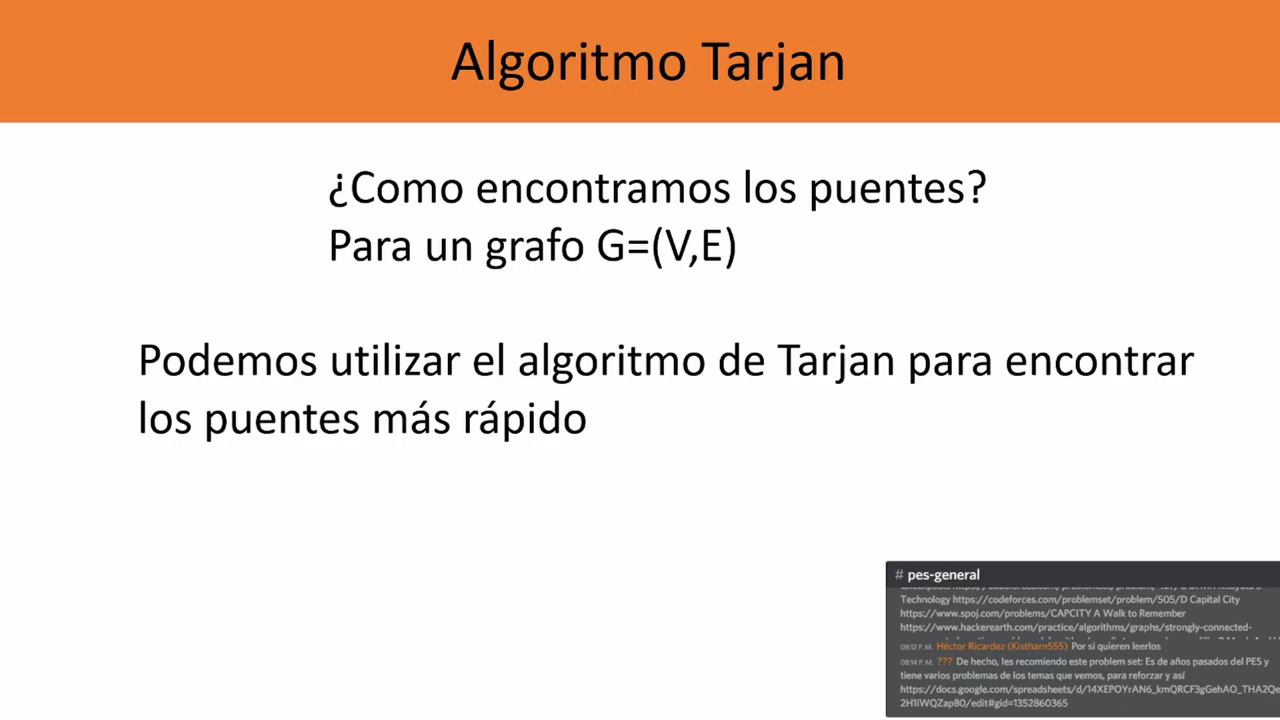 Algoritmo Tarjan
¿Como encontramos los puentes?
Para un grafo G=(V,E)
Podemos utilizar el algoritmo de Tarjan para encontrar
los puentes más rápido
# pes-general
Technology https://codeforces.com/problemset/problem/505/D Capital City
https://www.spoj.com/problems/CAPCITY A Walk to Remember
https://www.hackerearth.com/practice/algorithms/graphs/strongly-connected-
09:12 P. M. Héctor Ricardez (Kistharn555) Por si quieren leerlos
09:14 P. M. ??? De hecho, les recomiendo este problem set: Es de años pasados del PES y
tiene varios problemas de los temas que vemos, para reforzar y así
https://docs.google.com/spreadsheets/d/14XEPOYrAN6_kmQRCF3gGehAO_THA2Qe
2H1iWQZapB0/edit#gid=1352860365